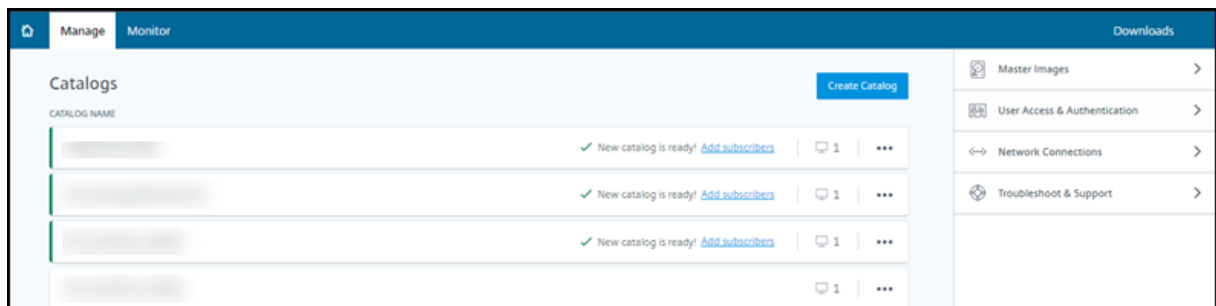 Manage Monitor Downloads
Catalogs
Create Catalog
CATALOG NAME
New catalog is ready! Add subscribers 1
New catalog is ready! Add subscribers 1
New catalog is ready! Add subscribers 1
1
Master Images
User Access & Authentication
Network Connections
Troubleshoot & Support